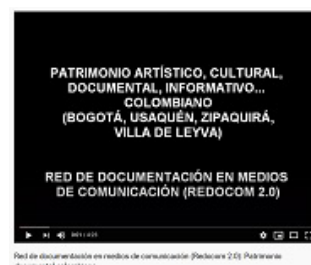 PATRIMONIO ARTÍSTICO, CULTURAL,
DOCUMENTAL, INFORMATIVO...
COLOMBIANO
(BOGOTÁ, USAQUÉN, ZIPAQUIRÁ,
VILLA DE LEYVA)
RED DE DOCUMENTACIÓN EN MEDIOS
DE COMUNICACIÓN (REDOCOM 2.0)
Red de documentación en medios de comunicación (Redocom 2.0): Patrimonio